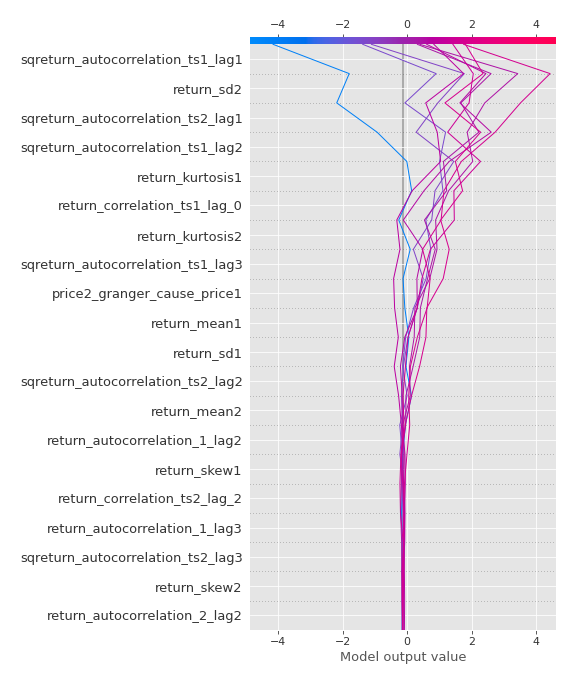 −4 −2 0 2 4
sqreturn_autocorrelation_ts1_lag1
return_sd2
sqreturn_autocorrelation_ts2_lag1
sqreturn_autocorrelation_ts1_lag2
return_kurtosis1
return_correlation_ts1_lag_0
return_kurtosis2
sqreturn_autocorrelation_ts1_lag3
price2_granger_cause_price1
return_mean1
return_sd1
sqreturn_autocorrelation_ts2_lag2
return_mean2
return_autocorrelation_1_lag2
return_skew1
return_correlation_ts2_lag_2
return_autocorrelation_1_lag3
sqreturn_autocorrelation_ts2_lag3
return_skew2
return_autocorrelation_2_lag2
−4 −2 0 2 4
Model output value